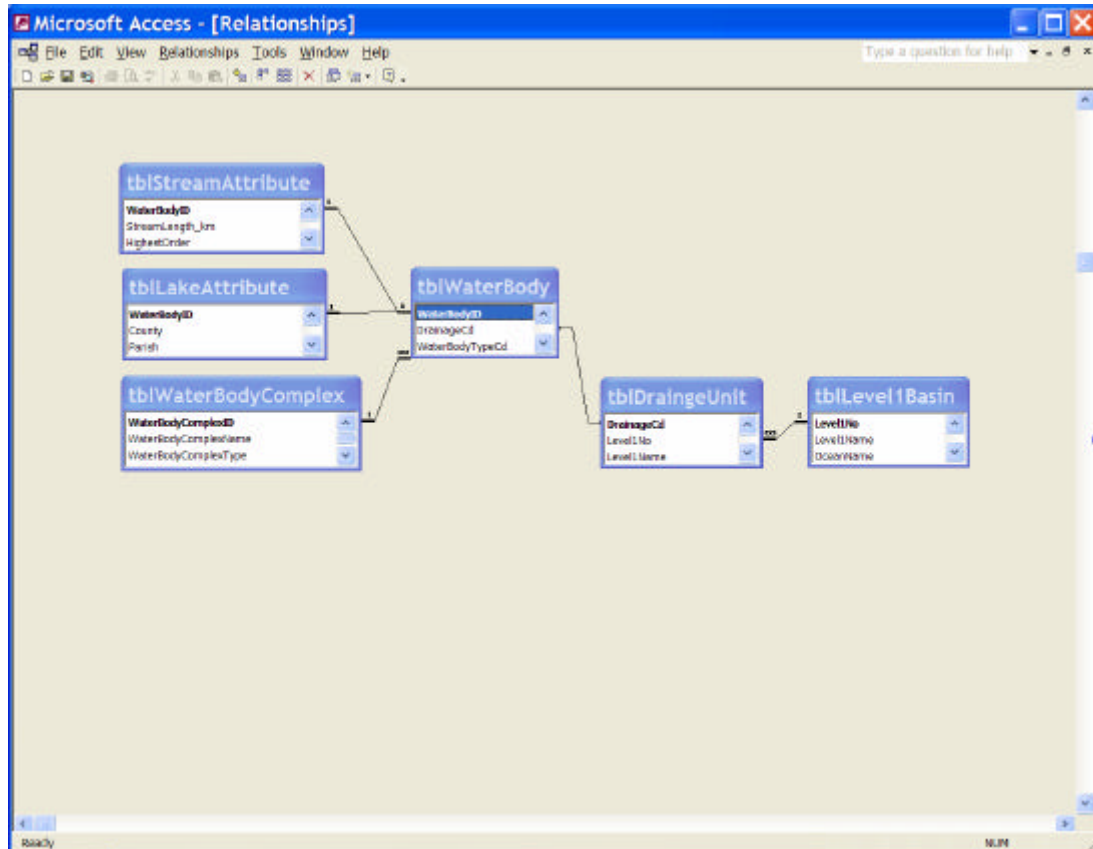 Microsoft Access - [Relationships]
File Edit View Relationships Tools Window Help
Type a question for help
tblStreamAttribute
WaterBodyID
StreamLength_km
HighestOrder
tblLakeAttribute
WaterBodyID
County
Parish
tblWaterBodyComplex
WaterBodyComplexID
WaterBodyComplexName
WaterBodyComplexType
tblWaterBody
WaterBodyID
DrainageCd
WaterBodyTypeCd
tblDraingeUnit
DrainageCd
Level1No
Level1Name
tblLevel1Basin
Level1No
Level1Name
OceanName
Ready
NUM